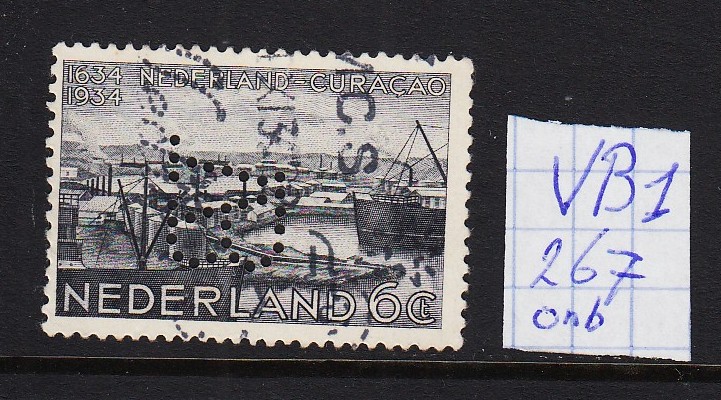 1634 NEDERLAND-CURAÇAO
1934
NEDERLAND 6 CT
VB1
267
onb